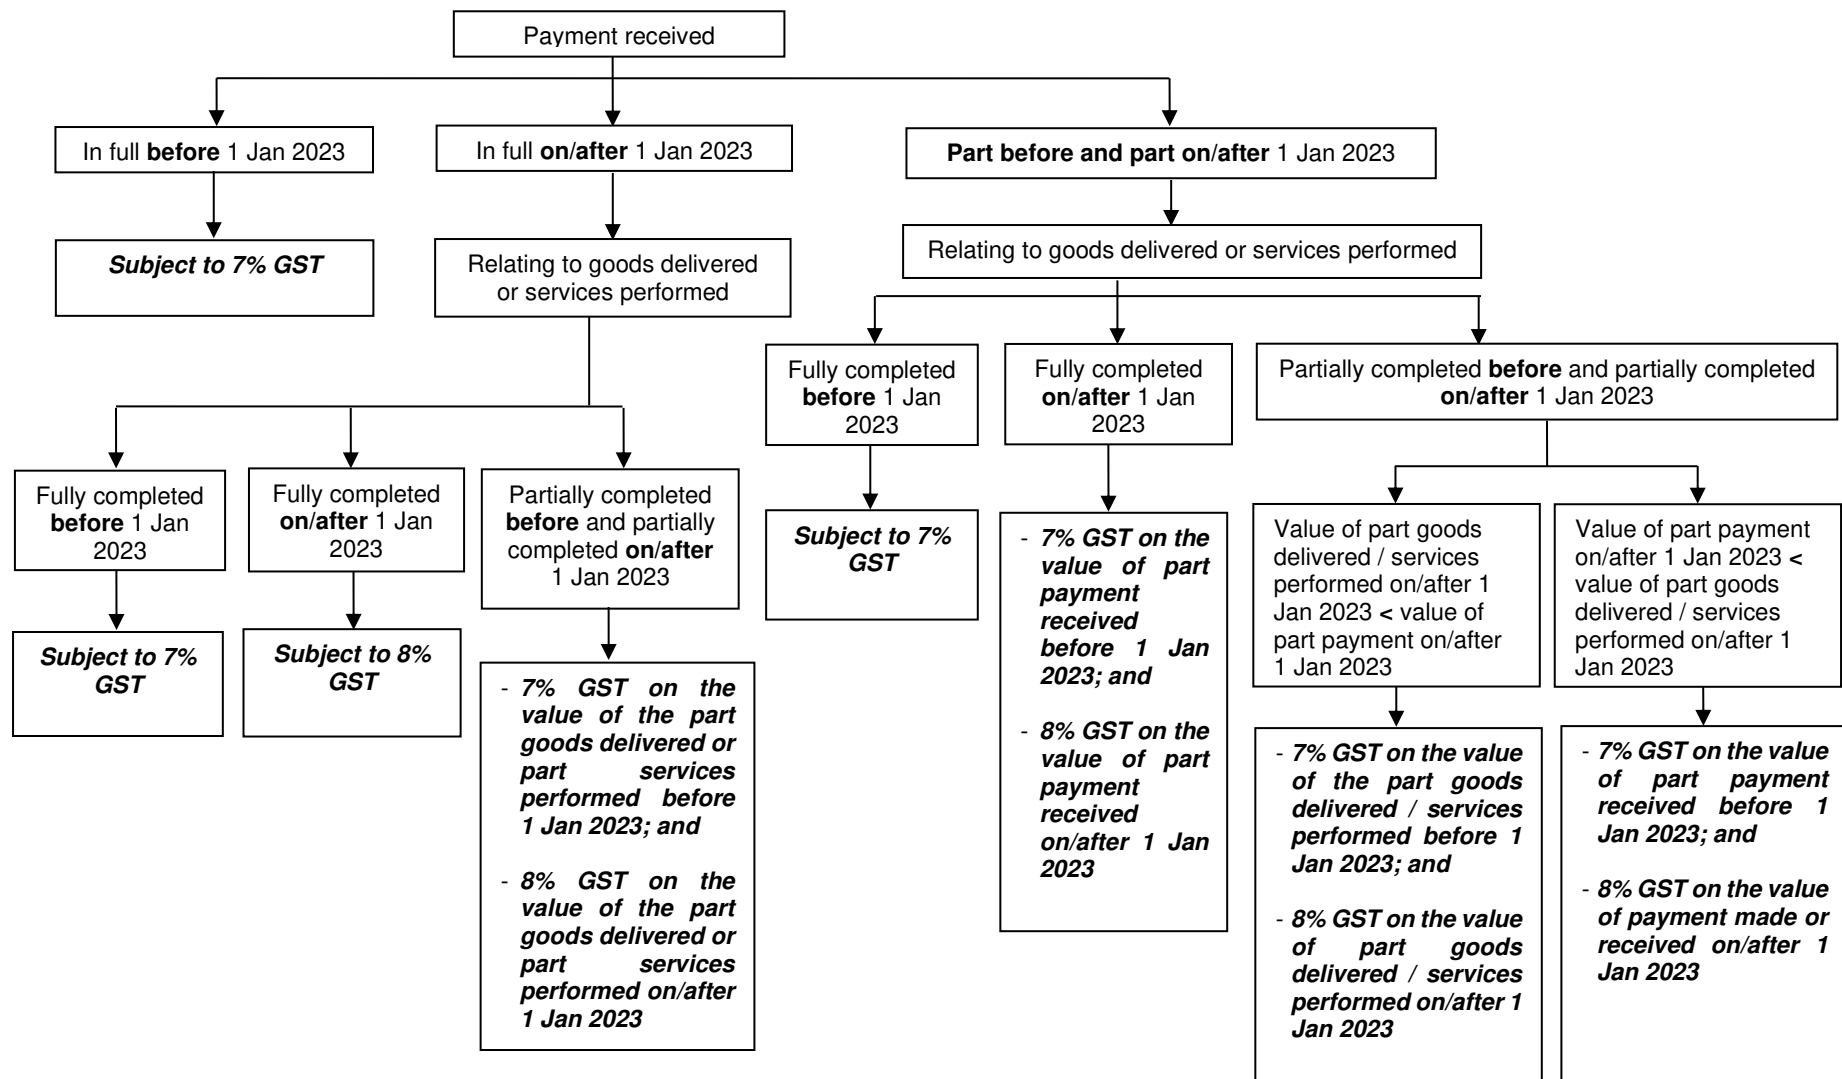 Payment received
In full before 1 Jan 2023
In full on/after 1 Jan 2023
Part before and part on/after 1 Jan 2023
Subject to 7% GST
Relating to goods delivered
or services performed
Relating to goods delivered or services performed
Fully completed
before 1 Jan
2023
Fully completed
on/after 1 Jan
2023
Partially completed
before and partially
completed on/after
1 Jan 2023
Fully completed
before 1 Jan
2023
Fully completed
on/after 1 Jan
2023
Partially completed before and partially completed
on/after 1 Jan 2023
Subject to 7%
GST
Subject to 8%
GST
- 7% GST on the
value of the part
goods delivered or
part services
performed before
1 Jan 2023; and
- 8% GST on the
value of the part
goods delivered or
part services
performed on/after
1 Jan 2023
Subject to 7%
GST
- 7% GST on the
value of part
payment
received
before 1 Jan
2023; and
- 8% GST on the
value of part
payment
received
on/after 1 Jan
2023
Value of part goods
delivered / services
performed on/after 1
Jan 2023 < value of
part payment on/after
1 Jan 2023
Value of part payment
on/after 1 Jan 2023 <
value of part goods
delivered / services
performed on/after 1
Jan 2023
- 7% GST on the value
of the part goods
delivered / services
performed before 1
Jan 2023; and
- 8% GST on the value
of part goods
delivered / services
performed on/after 1
Jan 2023
- 7% GST on the value
of part payment
received before 1
Jan 2023; and
- 8% GST on the value
of payment made or
received on/after 1
Jan 2023